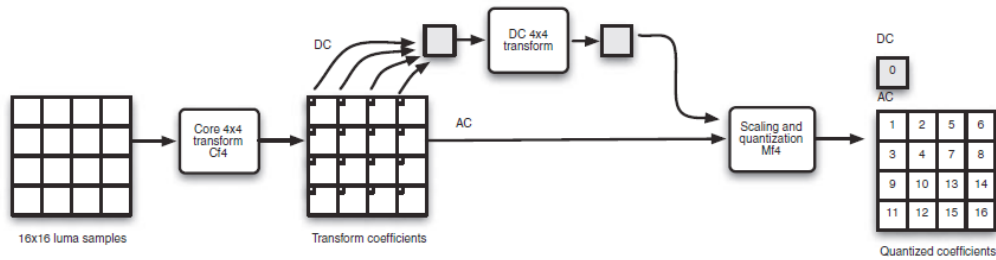 DC
DC 4x4
transform
DC
0
AC
16x16 luma samples
Core 4x4
transform
Cf4
Transform coefficients
AC
Scaling and
quantization
Mf4
1 2 5 6
3 4 7 8
9 10 13 14
11 12 15 16
Quantized coefficients